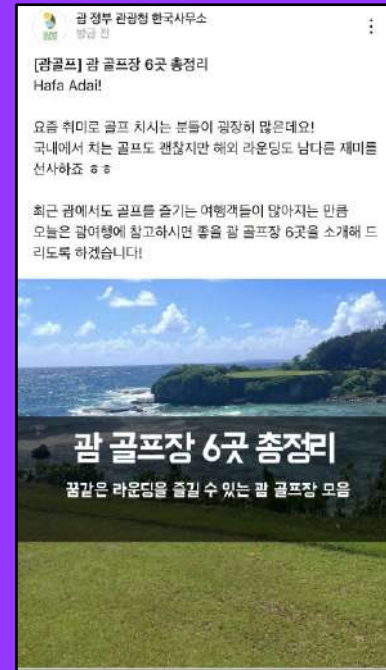 괌 정부 관광청 한국사무소
방금 전
[괌골프] 괌 골프장 6곳 총정리
Hafa Adai!
요즘 취미로 골프 치시는 분들이 굉장히 많은데요!
국내에서 치는 골프도 괜찮지만 해외 라운딩도 남다른 재미를
선사하죠 ㅎㅎ
최근 괌에서도 골프를 즐기는 여행객들이 많아지는 만큼
오늘은 괌여행에 참고하시면 좋을 괌 골프장 6곳을 소개해 드
리도록 하겠습니다!
괌 골프장 6곳 총정리
꿈같은 라운딩을 즐길 수 있는 괌 골프장 모음